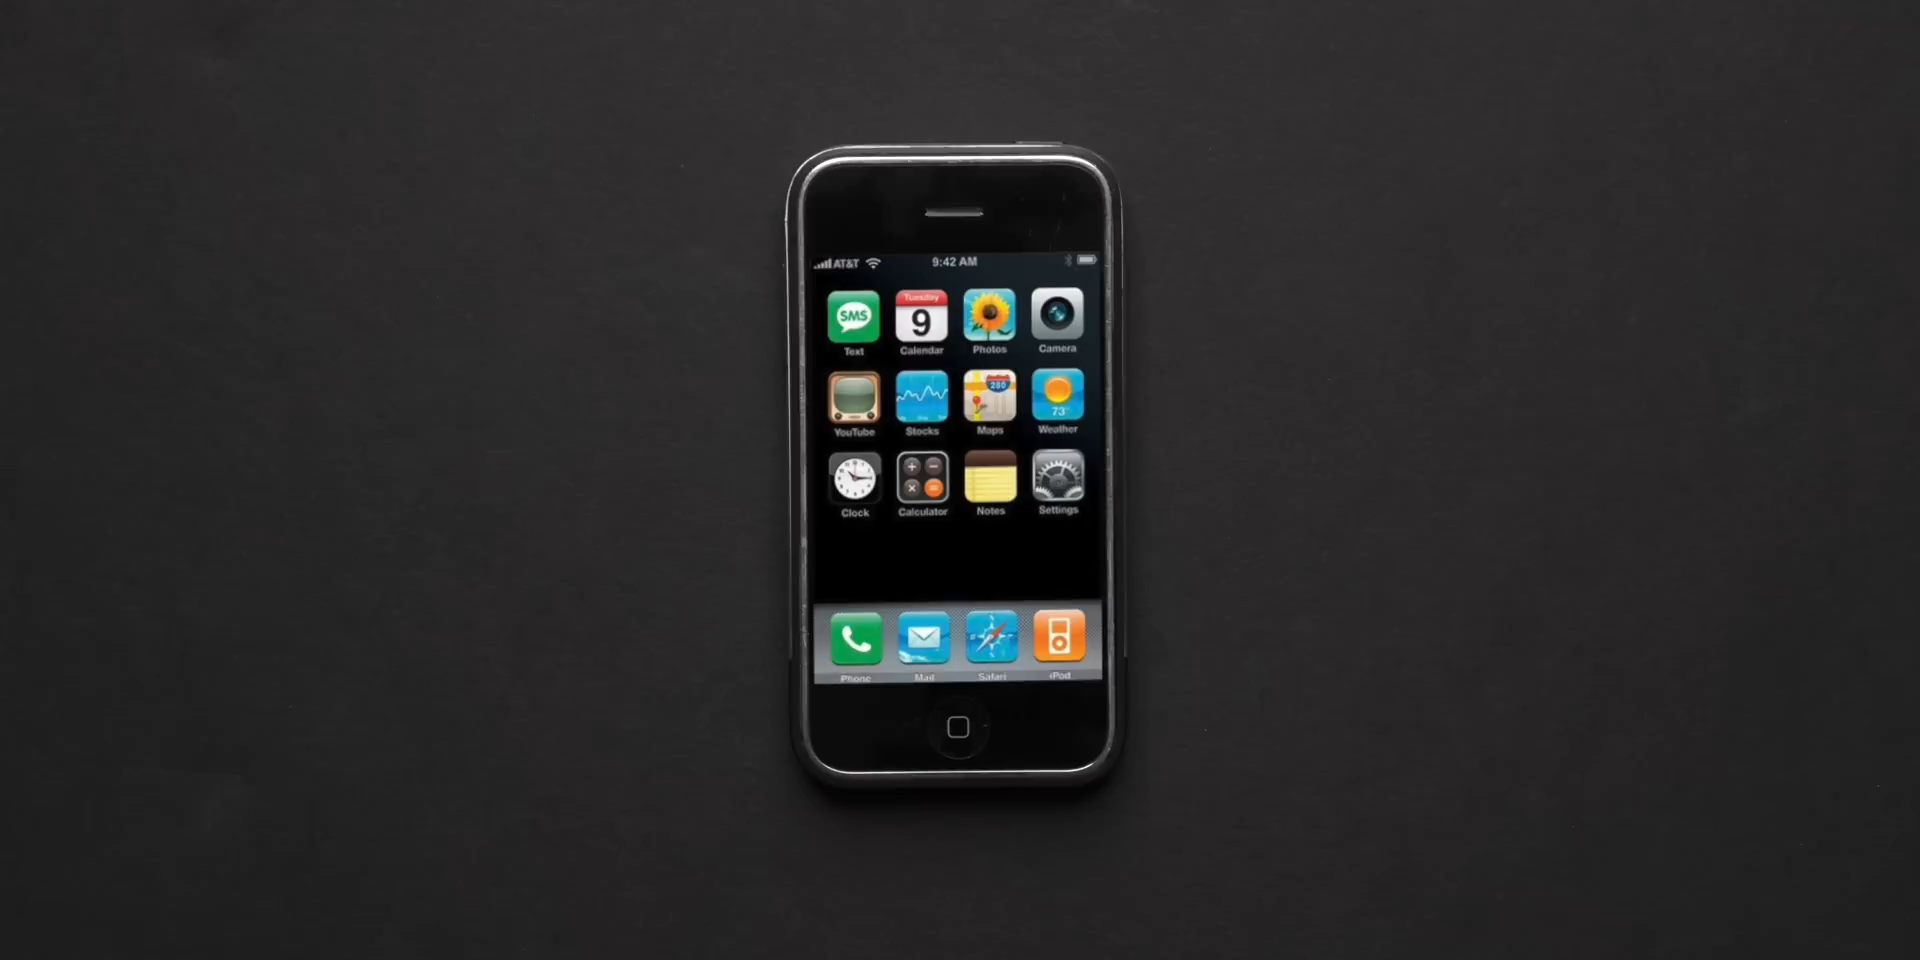 AT&T 9:42 AM
SMS
Tuesday
9
Text Calendar Photos Camera
280
73°
YouTube Stocks Maps Weather
Clock Calculator Notes Settings
Phone Mail Safari iPod